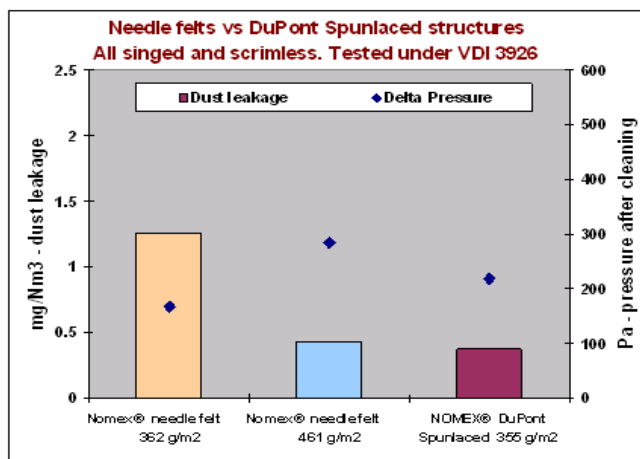 Needle felts vs DuPont Spunlaced structures
All singed and scrimless. Tested under VDI 3926
Dust leakage
Delta Pressure
2.5
2
1.5
1
0.5
0
mg/Nm3 - dust leakage
600
500
400
300
200
100
0
Pa - pressure after cleaning
Nomex® needle felt
362 g/m2
Nomex® needle felt
461 g/m2
NOMEX® DuPont
Spunlaced 355 g/m2